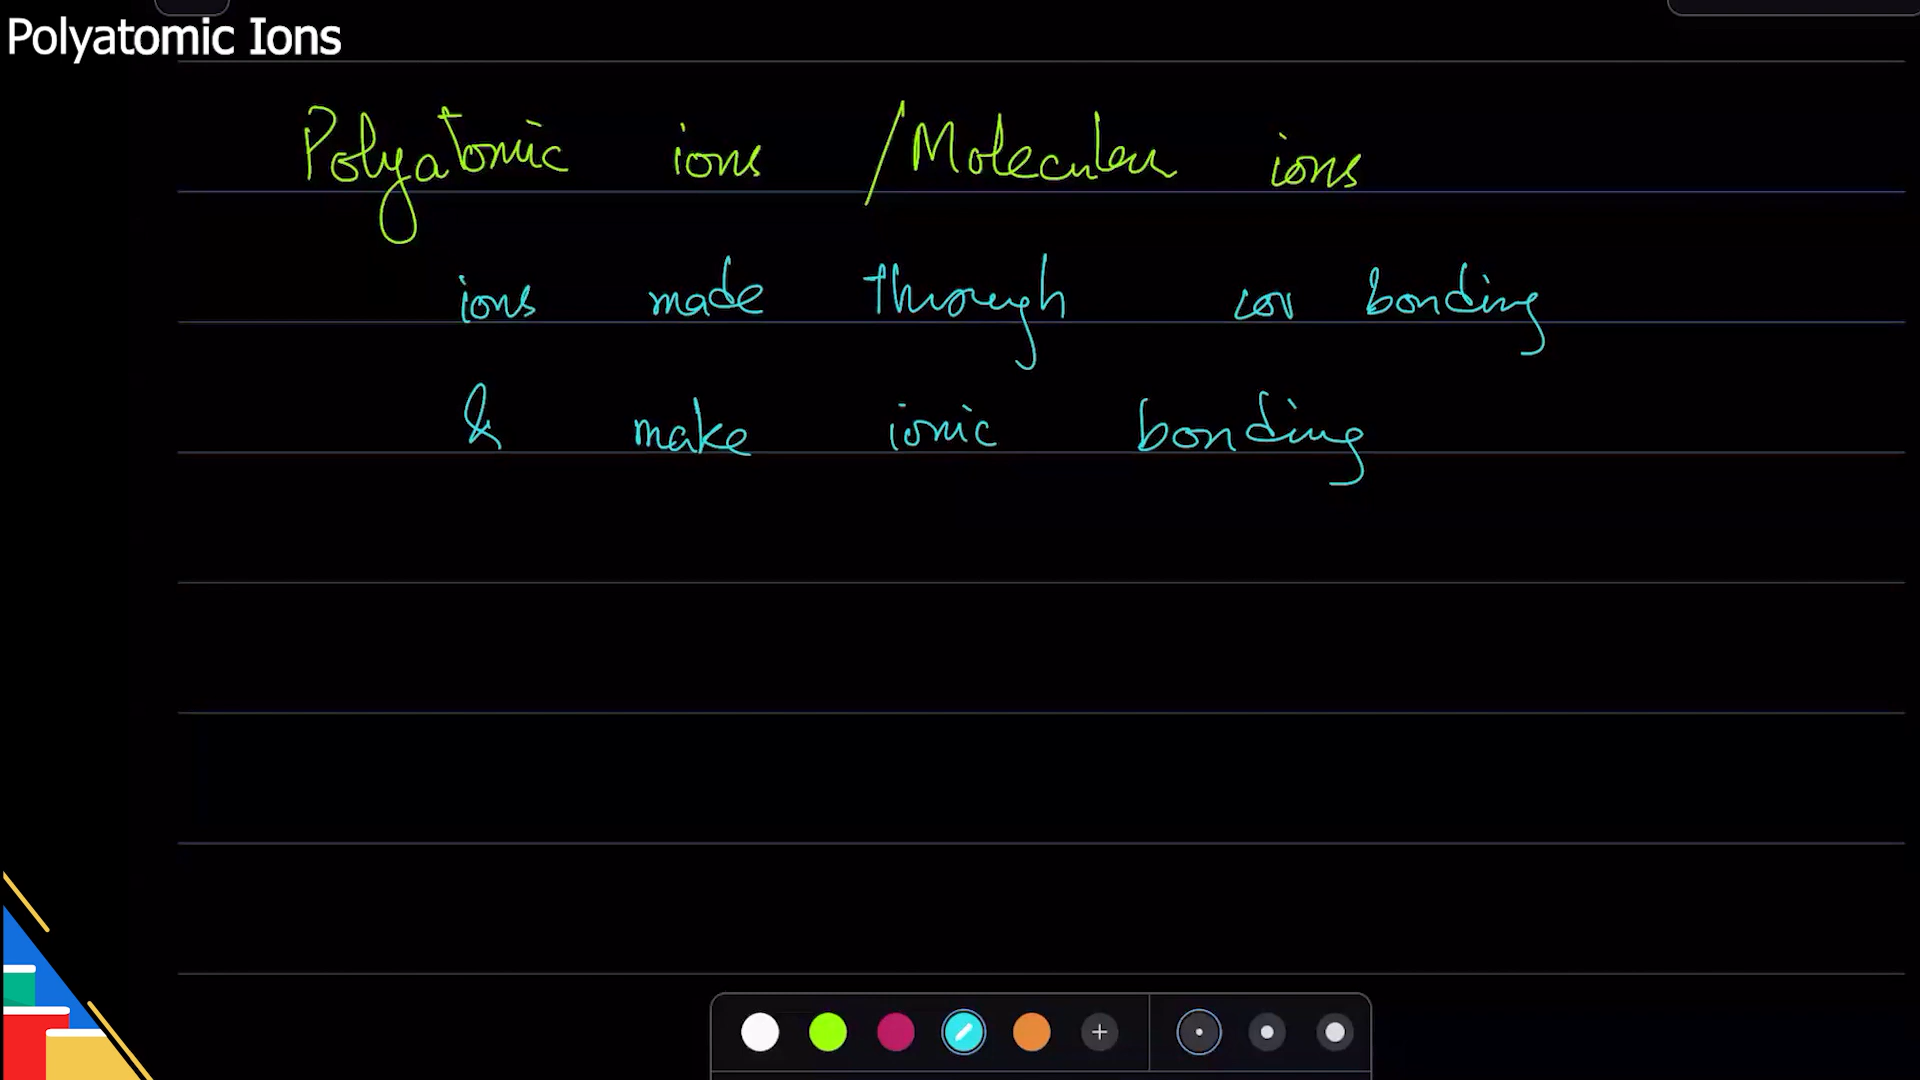 Polyatomic Ions
Polyatomic ions / Molecular ions
ions made through cov bonding
& make ionic bonding